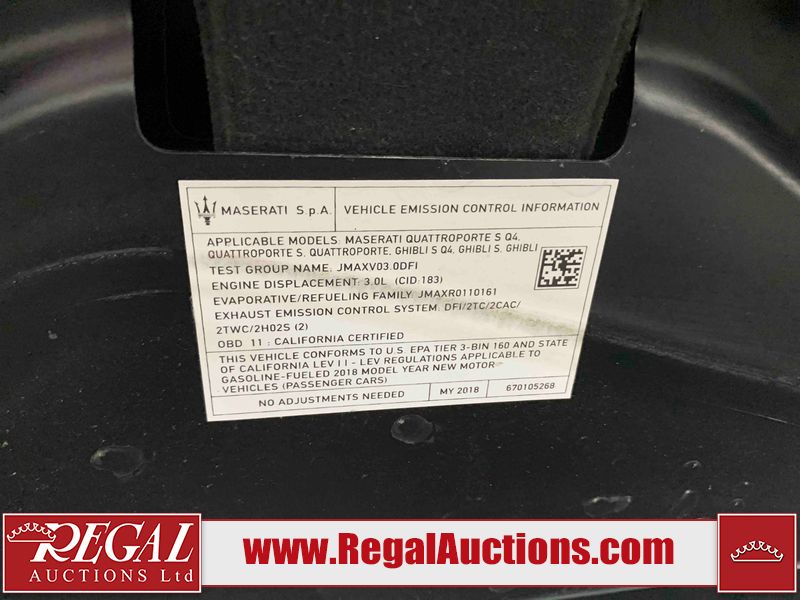 MASERATI S.p.A.
VEHICLE EMISSION CONTROL INFORMATION
APPLICABLE MODELS: MASERATI QUATTROPORTE S Q4,
QUATTROPORTE S, QUATTROPORTE, GHIBLI S Q4, GHIBLI S, GHIBLI
TEST GROUP NAME: JMAXV03.0DFI
ENGINE DISPLACEMENT: 3.0L (CID:183)
EVAPORATIVE/REFUELING FAMILY: JMAXR0110161
EXHAUST EMISSION CONTROL SYSTEM: DFI/2TC/2CAC/
2TWC/2H02S (2)
OBD 11 : CALIFORNIA CERTIFIED
THIS VEHICLE CONFORMS TO U.S. EPA TIER 3-BIN 160 AND STATE
OF CALIFORNIA LEV II - LEV REGULATIONS APPLICABLE TO
GASOLINE-FUELED 2018 MODEL YEAR NEW MOTOR
VEHICLES (PASSENGER CARS)
NO ADJUSTMENTS NEEDED
MY 2018
670105268
REGAL
AUCTIONS Ltd
www.RegalAuctions.com